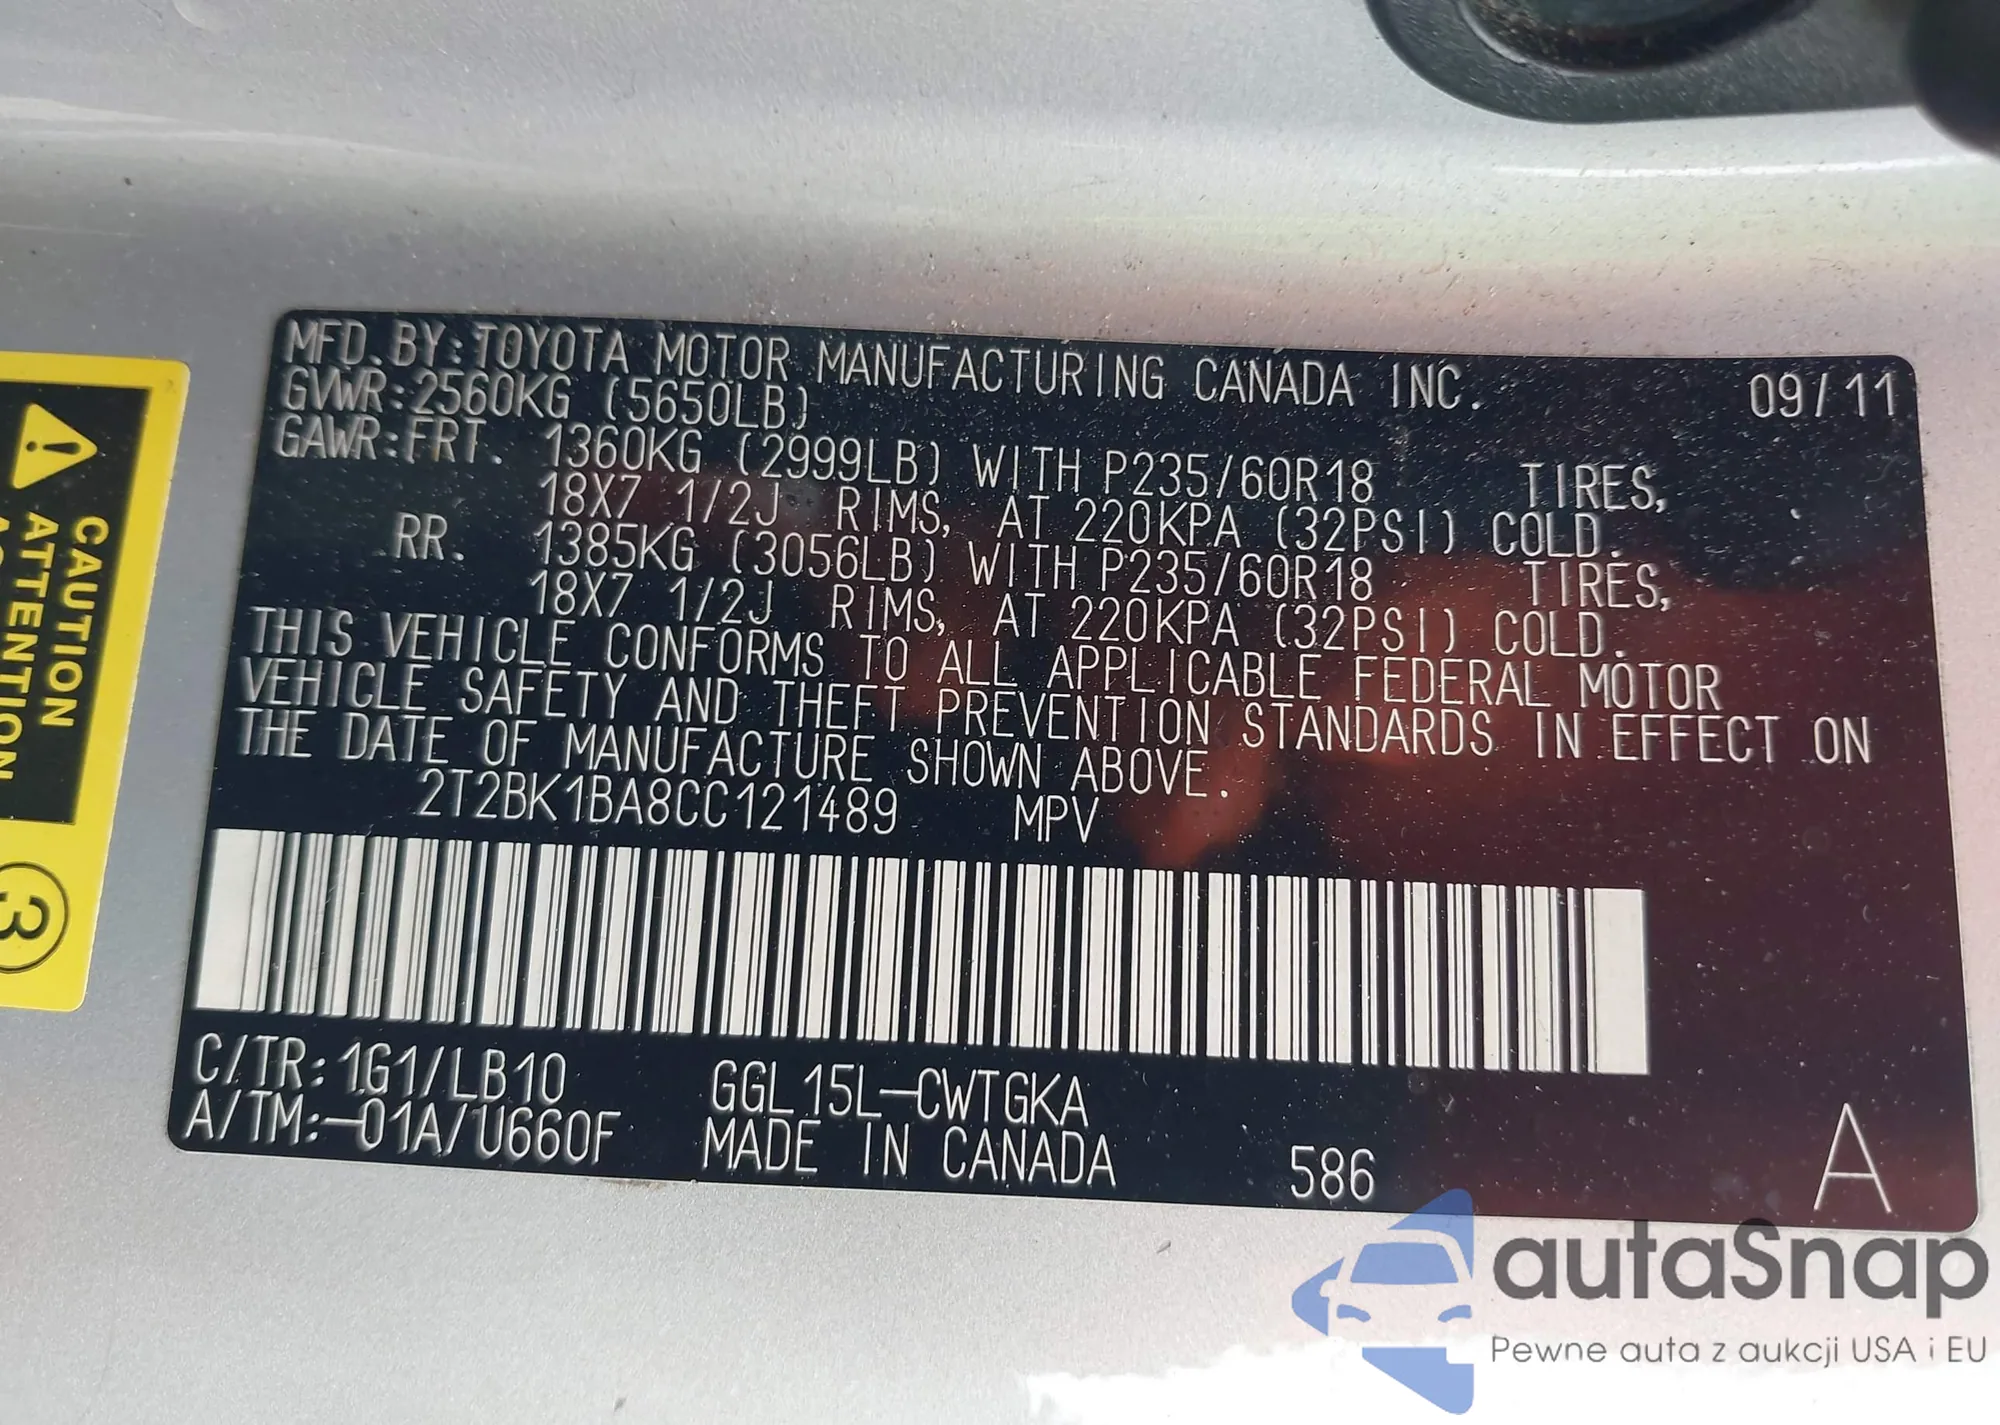 MFD. BY: TOYOTA MOTOR MANUFACTURING CANADA INC. 09/11
GVWR: 2560KG (5650LB)
GAWR: FRT. 1360KG (2999LB) WITH P235/60R18 TIRES,
18X7 1/2J RIMS, AT 220KPA (32PSI) COLD.
RR. 1385KG (3056LB) WITH P235/60R18 TIRES,
18X7 1/2J RIMS, AT 220KPA (32PSI) COLD.
THIS VEHICLE CONFORMS TO ALL APPLICABLE FEDERAL MOTOR
VEHICLE SAFETY AND THEFT PREVENTION STANDARDS IN EFFECT ON
THE DATE OF MANUFACTURE SHOWN ABOVE.
2T2BK1BA8CC121489 MPV
C/TR: 1G1/LB10 GGL15L-CWTGKA
A/TM: -01A/U660F MADE IN CANADA 586 A
CAUTION
ATTENTION
3
autaSnap
Pewne auta z aukcji USA i EU